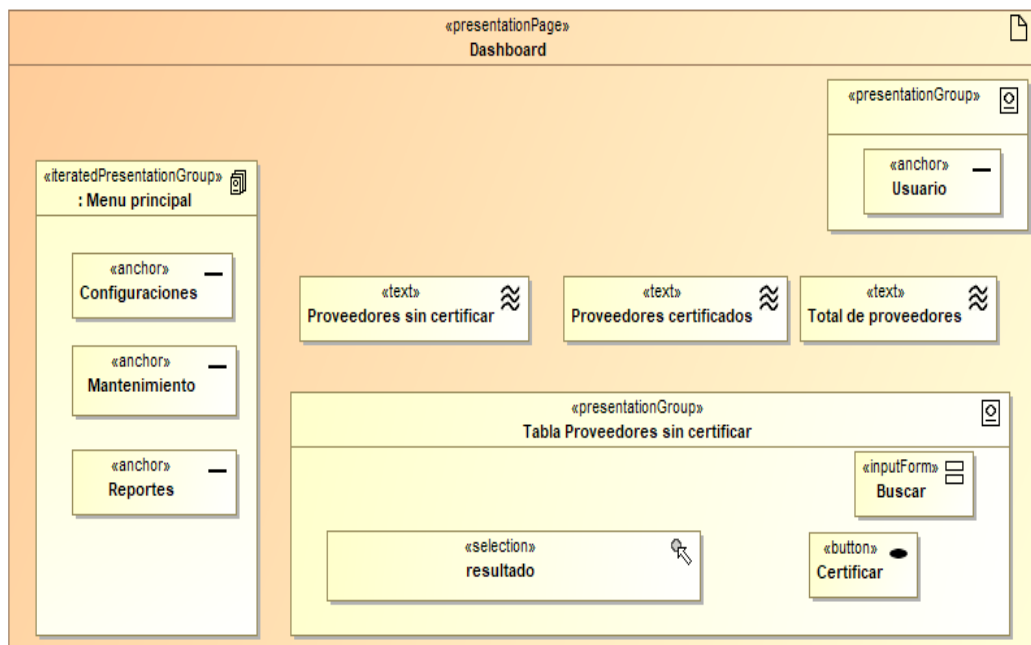 «presentationPage»
Dashboard
«presentationGroup»
«anchor»
Usuario
«iteratedPresentationGroup»
: Menu principal
«anchor»
Configuraciones
«anchor»
Mantenimiento
«anchor»
Reportes
«text»
Proveedores sin certificar
«text»
Proveedores certificados
«text»
Total de proveedores
«presentationGroup»
Tabla Proveedores sin certificar
«inputForm»
Buscar
«selection»
resultado
«button»
Certificar